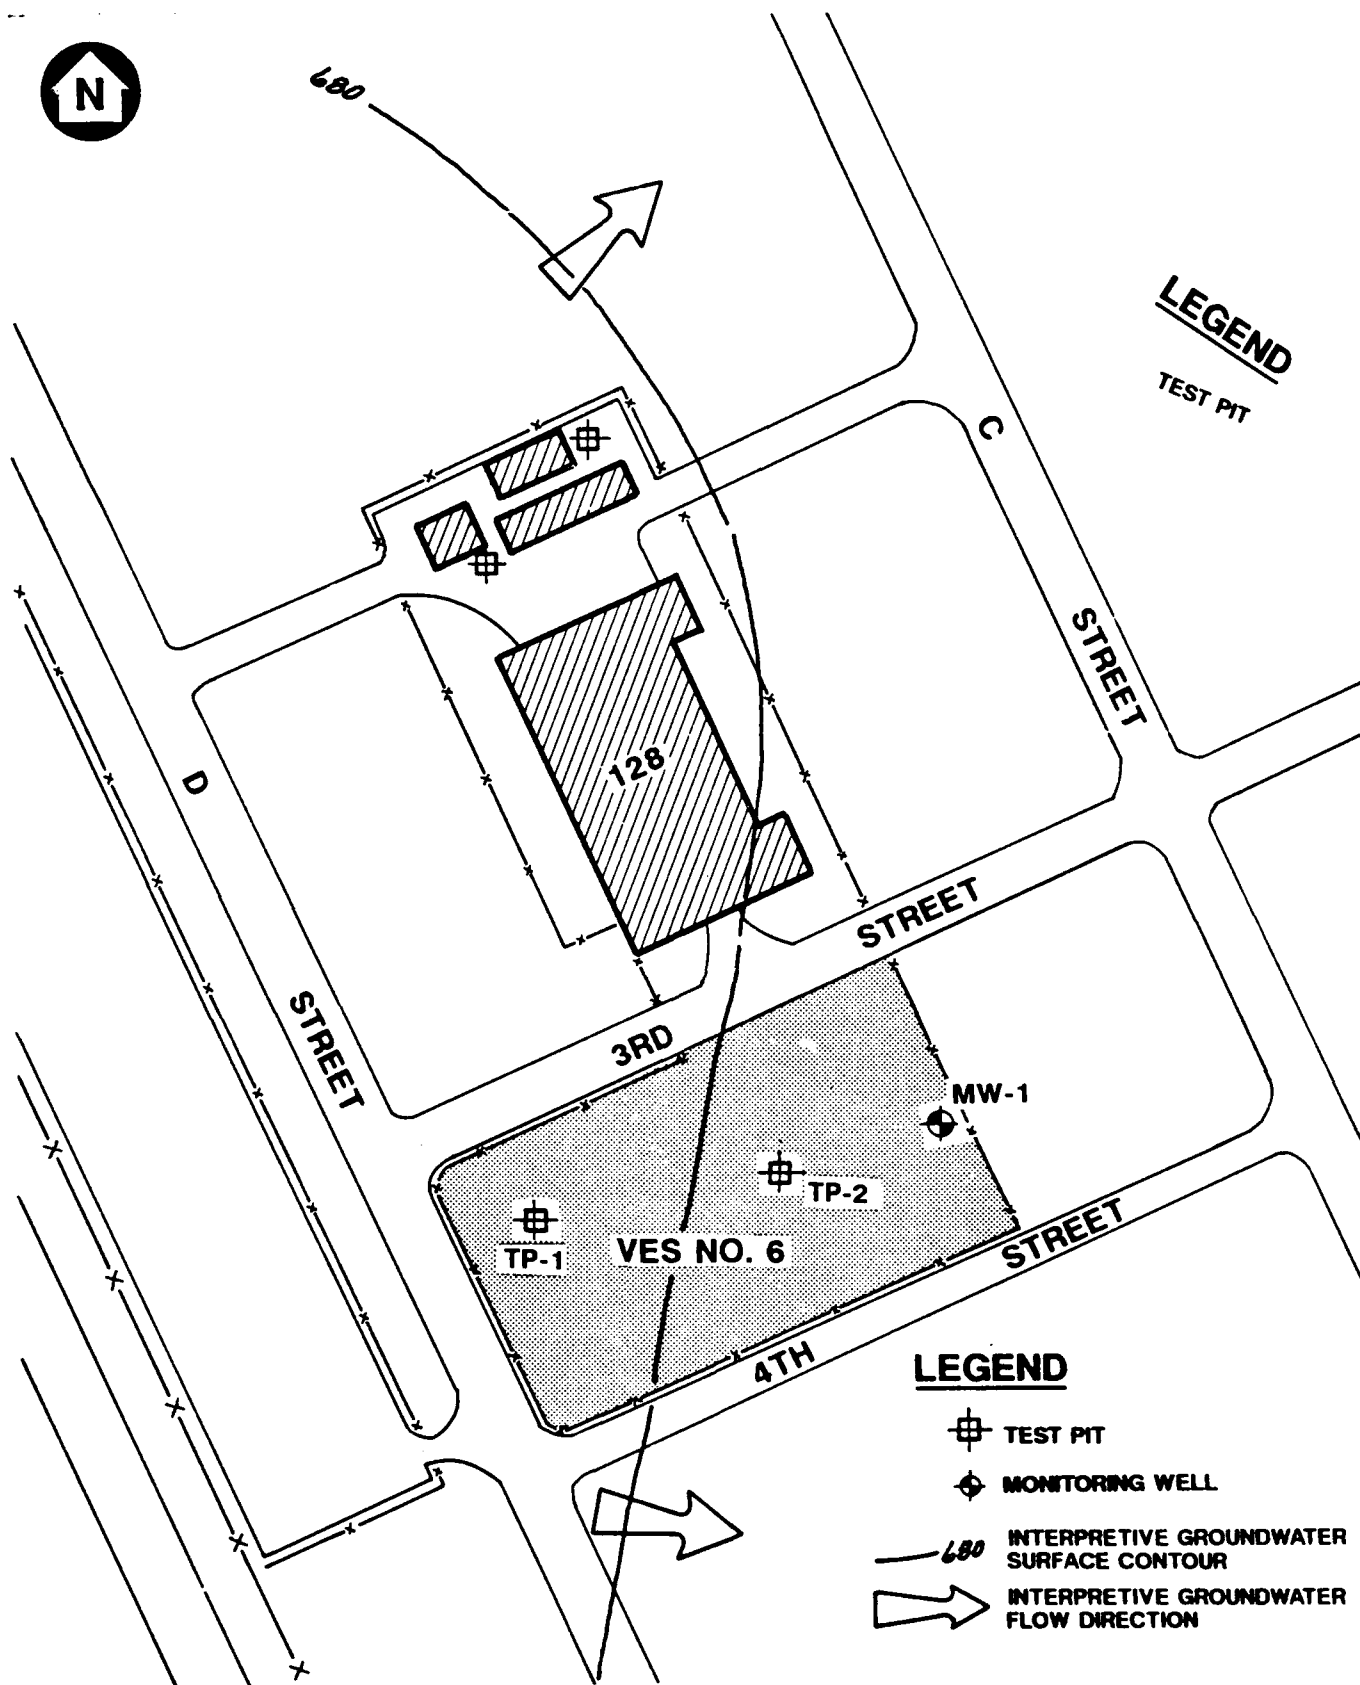 N
680
LEGEND
TEST PIT
C
STREET
128
D
STREET
STREET
3RD
MW-1
TP-2
TP-1
VES NO. 6
STREET
4TH
LEGEND
TEST PIT
MONITORING WELL
680 INTERPRETIVE GROUNDWATER
SURFACE CONTOUR
INTERPRETIVE GROUNDWATER
FLOW DIRECTION